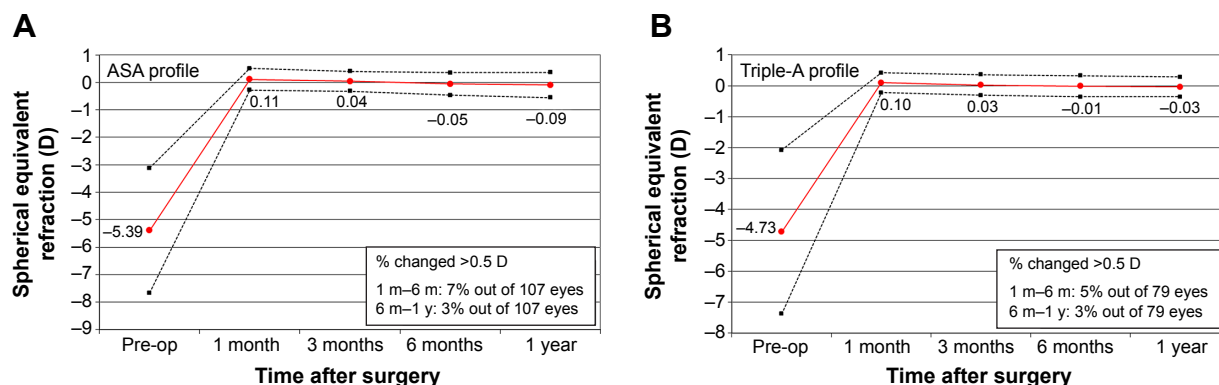 A
ASA profile
Spherical equivalent
refraction (D)
1
0
–1
–2
–3
–4
–5
–6
–7
–8
–9
–5.39
0.11
0.04
–0.05
–0.09
% changed >0.5 D
1 m–6 m: 7% out of 107 eyes
6 m–1 y: 3% out of 107 eyes
Pre-op 1 month 3 months 6 months 1 year
Time after surgery
B
Triple-A profile
Spherical equivalent
refraction (D)
1
0
–1
–2
–3
–4
–5
–6
–7
–8
–4.73
0.10
0.03
–0.01
–0.03
% changed >0.5 D
1 m–6 m: 5% out of 79 eyes
6 m–1 y: 3% out of 79 eyes
Pre-op 1 month 3 months 6 months 1 year
Time after surgery